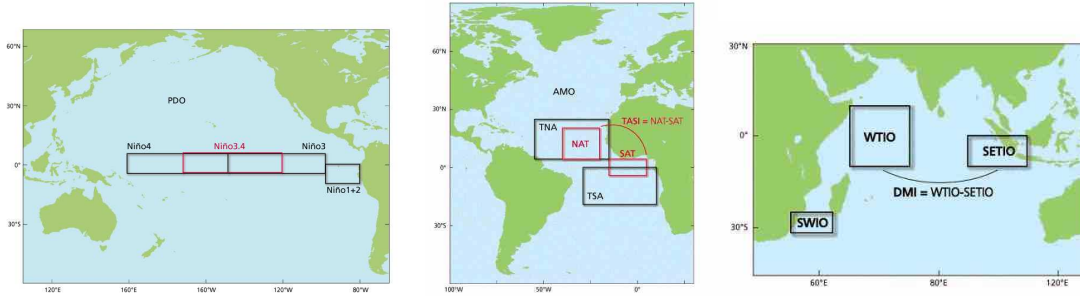 60°N
30°N
0°
30°S
120°E
160°E
160°W
120°W
80°W
PDO
Niño4
Niño3.4
Niño3
Niño1+2
60°N
30°N
0°
30°S
100°W
50°W
0°
AMO
TNA
TASI = NAT-SAT
NAT
SAT
TSA
30°N
0°
30°S
60°E
80°E
120°E
WTIO
SETIO
DMI = WTIO-SETIO
SWIO